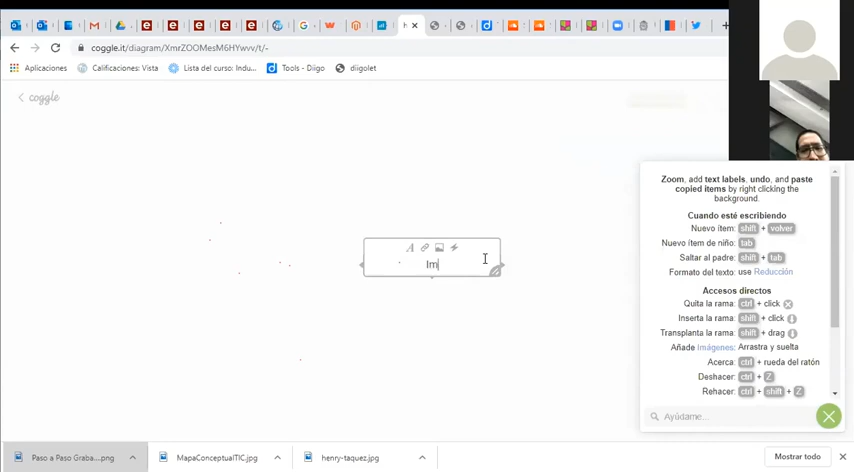 coggle.it/diagram/XmrZOOMesM6HYwvv/t/-
Aplicaciones
Calificaciones: Vista
Lista del curso: Indu...
Tools - Diigo
diigolet
coggle
Im
Zoom, add text labels, undo, and paste
copied items by right clicking the
background.
Cuando esté escribiendo
Nuevo ítem: shift + volver
Nuevo ítem de niño: tab
Saltar al padre: shift + tab
Formato del texto: use Reducción
Accesos directos
Quita la rama: ctrl + click
Inserta la rama: shift + click
Transplanta la rama: shift + drag
Añade Imágenes: Arrastra y suelta
Acerca: ctrl + rueda del ratón
Deshacer: ctrl + Z
Rehacer: ctrl + shift + Z
Ayúdame...
Paso a Paso Graba....png
MapaConceptualTIC.jpg
henry-taquez.jpg
Mostrar todo